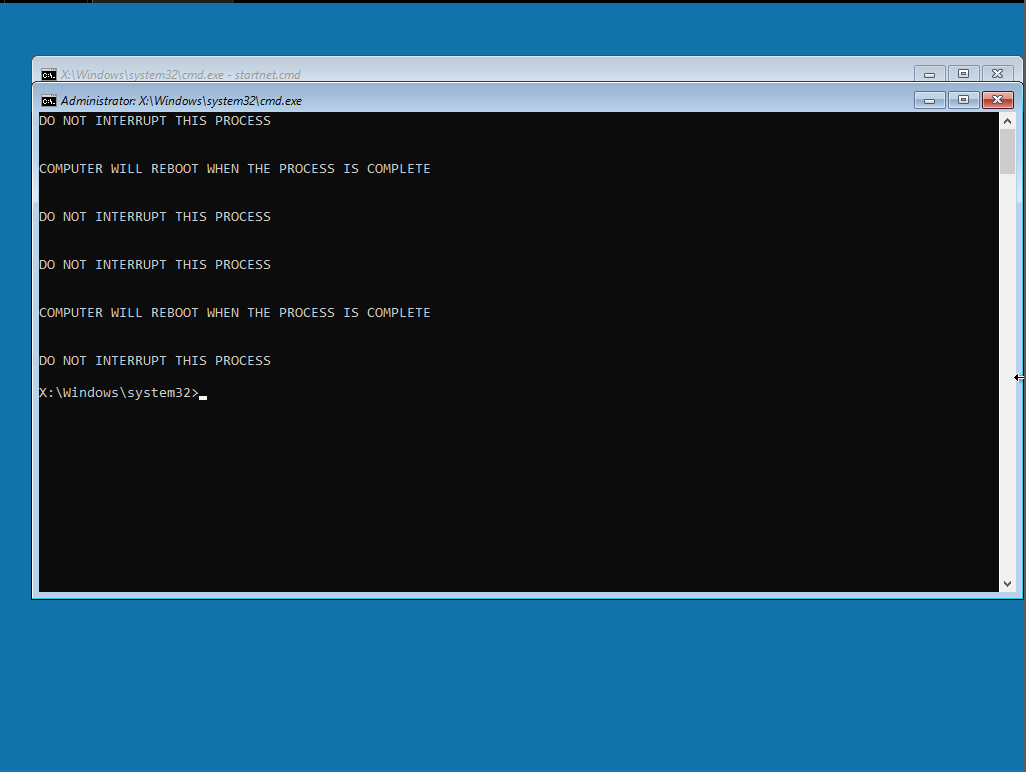 X:\Windows\system32\cmd.exe - startnet.cmd
Administrator: X:\Windows\system32\cmd.exe
DO NOT INTERRUPT THIS PROCESS
COMPUTER WILL REBOOT WHEN THE PROCESS IS COMPLETE
DO NOT INTERRUPT THIS PROCESS
DO NOT INTERRUPT THIS PROCESS
COMPUTER WILL REBOOT WHEN THE PROCESS IS COMPLETE
DO NOT INTERRUPT THIS PROCESS
X:\Windows\system32>